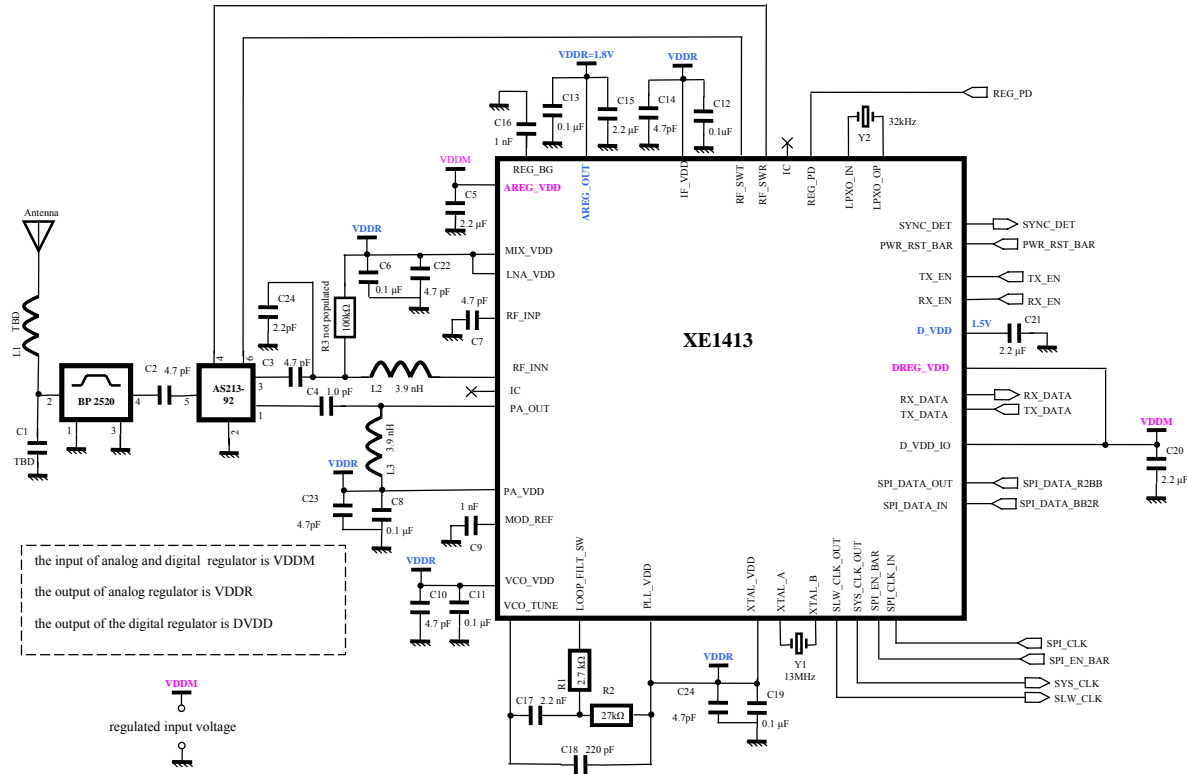 VDDR=1.8V
VDDR
C13
0.1 µF
C15
2.2 µF
C14
4.7pF
C12
0.1uF
C16
1 nF
REG_PD
32kHz
Y2
REG_BG
AREG_VDD
AREG_OUT
IF_VDD
RF_SWT
RF_SWR
IC
REG_PD
LPXO_IN
LPXO_OP
VDDM
C5
2.2 µF
Antenna
TBD
L1
C1
TBD
2
BP 2520
4
1
3
C2
4.7 pF
5
AS213-
92
4
6
3
1
2
VDDR
C6
0.1 µF
C22
4.7 pF
MIX_VDD
LNA_VDD
C24
2.2pF
R3 not populated
100kΩ
4.7 pF
C7
RF_INP
C3
4.7 pF
L2
3.9 nH
RF_INN
IC
C4
1.0 pF
PA_OUT
3.9 nH
L3
VDDR
C23
4.7pF
C8
0.1 µF
PA_VDD
1 nF
C9
MOD_REF
VDDR
C10
4.7 pF
C11
0.1 µF
VCO_VDD
VCO_TUNE
XE1413
SYNC_DET
SYNC_DET
PWR_RST_BAR
PWR_RST_BAR
TX_EN
TX_EN
RX_EN
RX_EN
D_VDD
1.5V
C21
2.2 µF
DREG_VDD
RX_DATA
RX_DATA
TX_DATA
TX_DATA
VDDM
D_VDD_IO
C20
2.2 µF
SPI_DATA_OUT
SPI_DATA_R2BB
SPI_DATA_IN
SPI_DATA_BB2R
LOOP_FILT_SW
PLL_VDD
XTAL_VDD
XTAL_A
XTAL_B
SLW_CLK_OUT
SYS_CLK_OUT
SPI_EN_BAR
SPI_CLK_IN
R1
2.7 kΩ
C17
2.2 nF
R2
27kΩ
C18
220 pF
VDDR
C24
4.7pF
C19
0.1 µF
Y1
13MHz
SPI_CLK
SPI_EN_BAR
SYS_CLK
SLW_CLK
the input of analog and digital regulator is VDDM
the output of analog regulator is VDDR
the output of the digital regulator is DVDD
VDDM
regulated input voltage